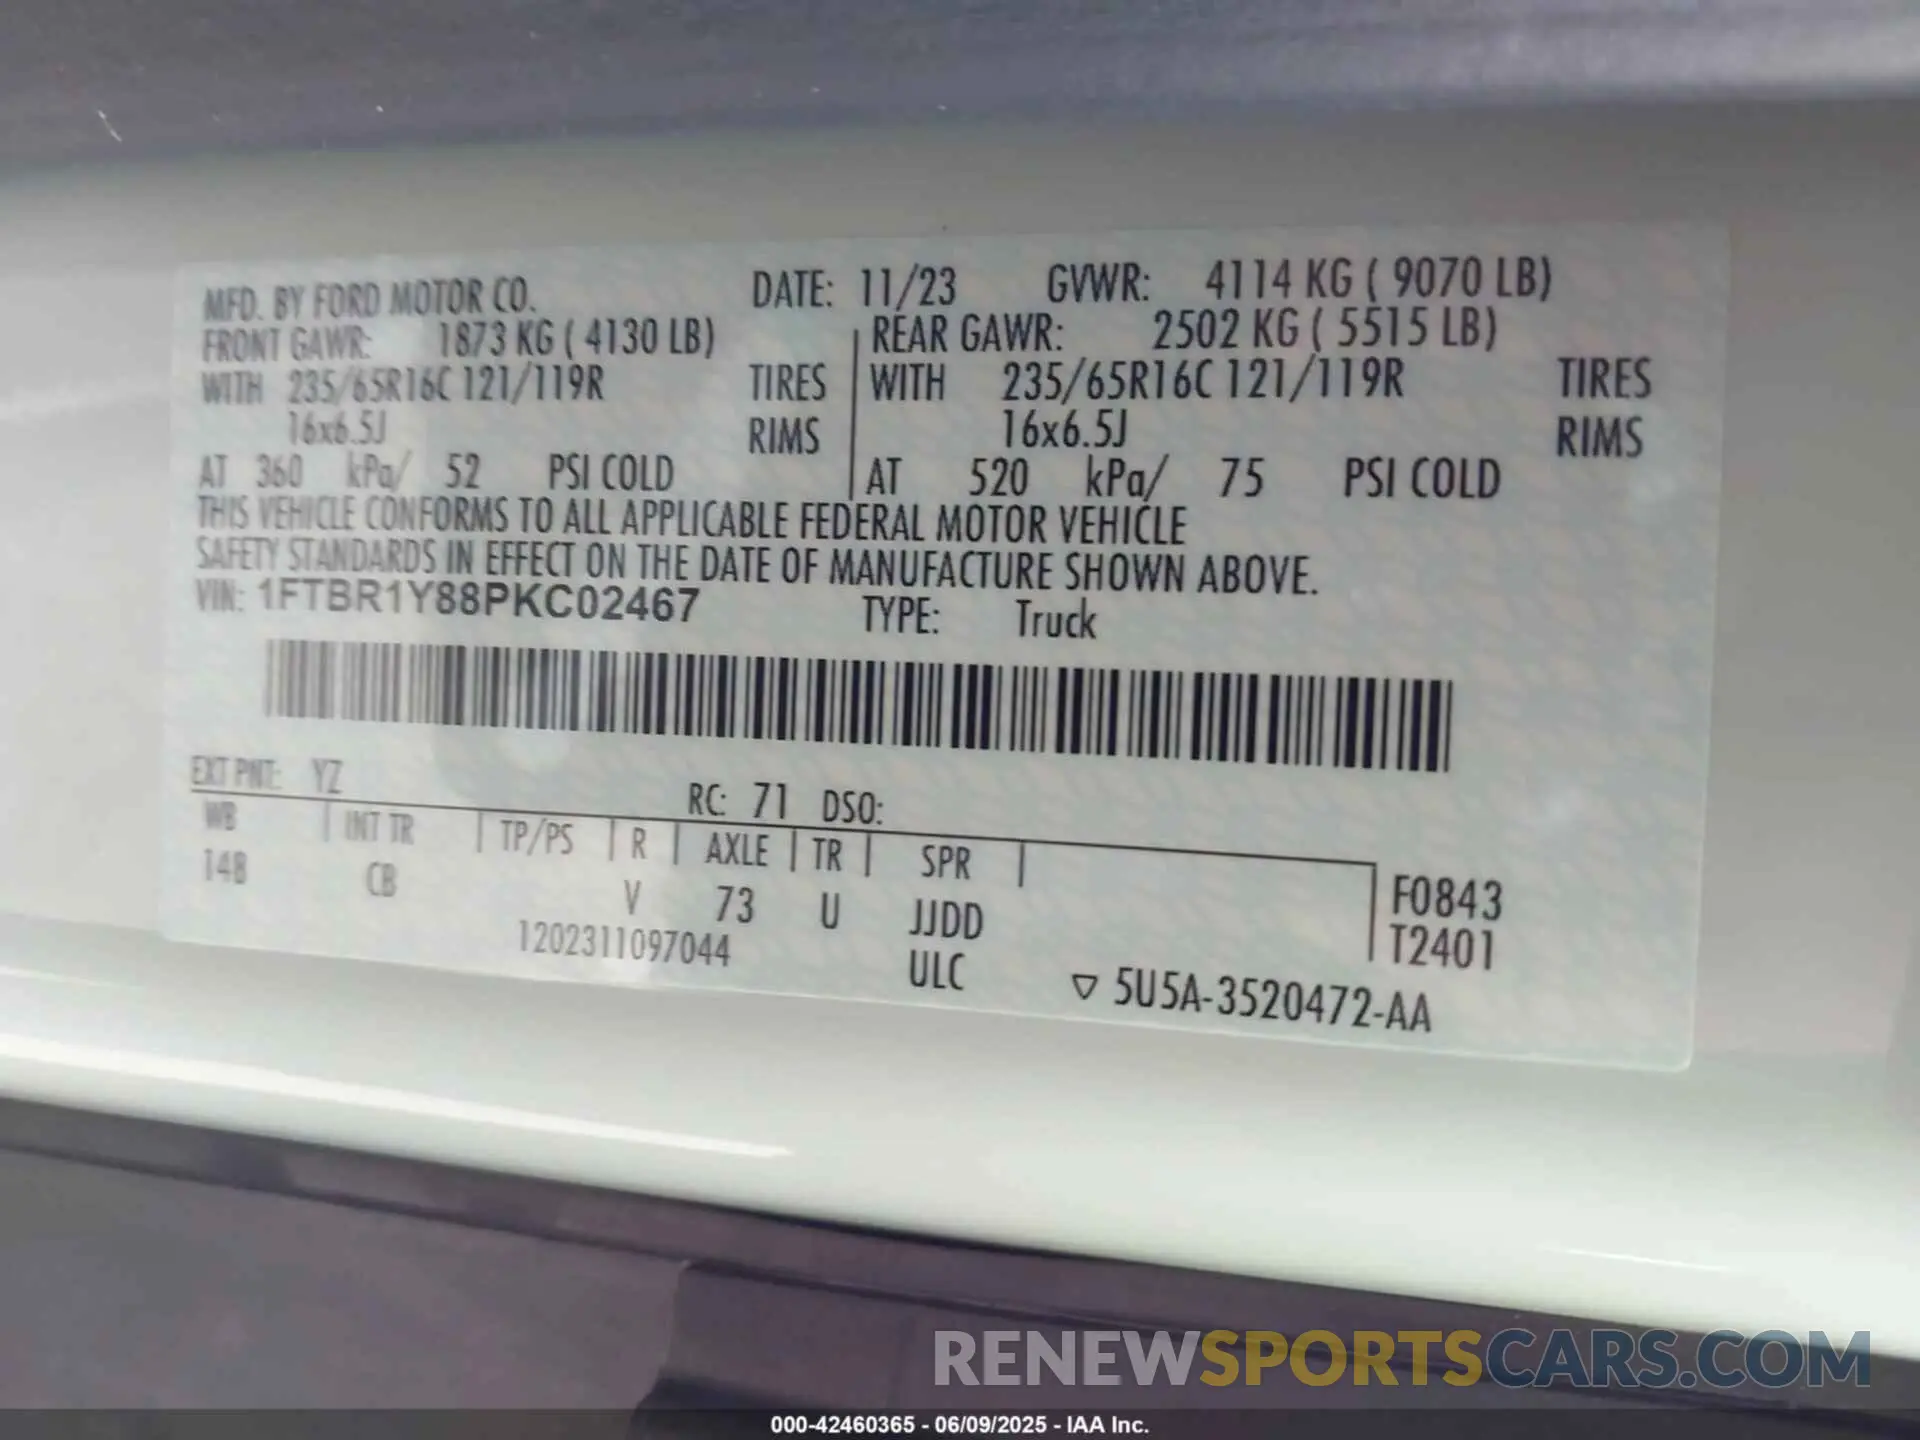 MFD. BY FORD MOTOR CO. DATE: 11/23 GVWR: 4114 KG ( 9070 LB)
FRONT GAWR: 1873 KG ( 4130 LB) REAR GAWR: 2502 KG ( 5515 LB)
WITH 235/65R16C 121/119R TIRES WITH 235/65R16C 121/119R TIRES
16x6.5J RIMS 16x6.5J RIMS
AT 360 kPa/ 52 PSI COLD AT 520 kPa/ 75 PSI COLD
THIS VEHICLE CONFORMS TO ALL APPLICABLE FEDERAL MOTOR VEHICLE
SAFETY STANDARDS IN EFFECT ON THE DATE OF MANUFACTURE SHOWN ABOVE.
VIN: 1FTBR1Y88PKC02467 TYPE: Truck
EXT PNT: YZ RC: 71 DSO:
WB INT TR TP/PS R AXLE TR SPR
148 CB V 73 U JJDD F0843
1202311097044 ULC T2401
▽ 5U5A-3520472-AA
RENEWSPORTSCARS.COM
000-42460365 - 06/09/2025 - IAA Inc.